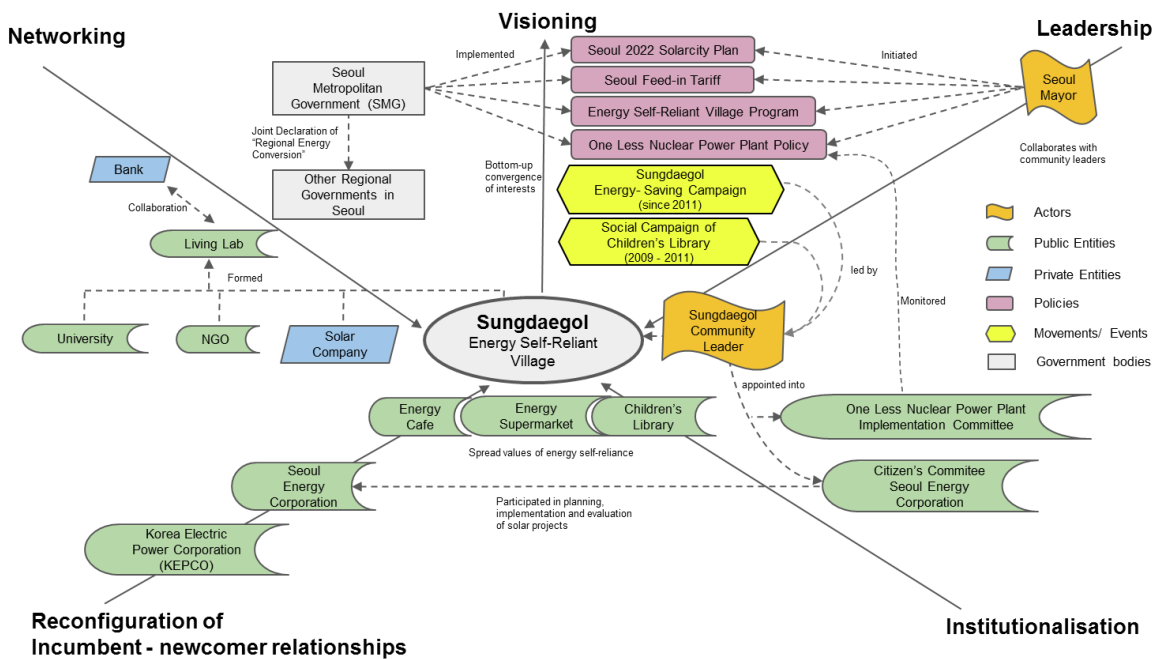 Networking
Visioning
Leadership
Implemented
Initiated
Seoul
Metropolitan
Government (SMG)
Seoul 2022 Solarcity Plan
Seoul Feed-in Tariff
Energy Self-Reliant Village Program
One Less Nuclear Power Plant Policy
Seoul
Mayor
Joint Declaration of
“Regional Energy
Conversion”
Collaborates with
community leaders
Bank
Collaboration
Other Regional
Governments in
Seoul
Bottom-up
convergence
of interests
Sungdaegol
Energy- Saving Campaign
(since 2011)
Social Campaign of
Children’s Library
(2009 - 2011)
Living Lab
Formed
led by
Monitored
Actors
Public Entities
Private Entities
Policies
Movements/ Events
Government bodies
University
NGO
Solar
Company
Sungdaegol
Energy Self-Reliant
Village
Sungdaegol
Community
Leader
appointed into
Energy
Cafe
Energy
Supermarket
Children’s
Library
One Less Nuclear Power Plant
Implementation Committee
Spread values of energy self-reliance
Seoul
Energy
Corporation
Citizen’s Commitee
Seoul Energy
Corporation
Participated in planning,
implementation and evaluation
of solar projects
Korea Electric
Power Corporation
(KEPCO)
Reconfiguration of
Incumbent - newcomer relationships
Institutionalisation